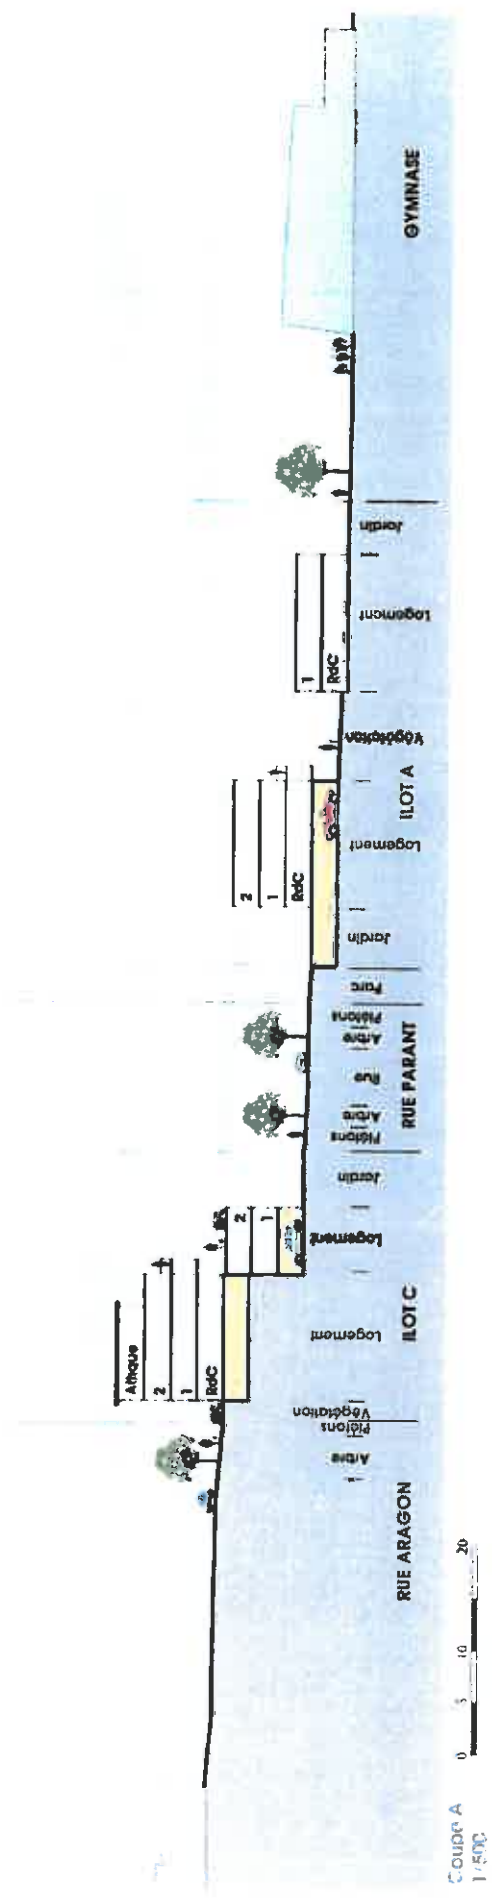 Attique
2
1
RdC
2
1
2
1
RdC
1
RdC
Arbre
Piétons
Végétation
Logement
Logement
Jardin
Piétons
Arbre
Rue
Arbre
Piétons
Parc
Jardin
Logement
Végétation
Logement
Jardin
RUE ARAGON
ILOT C
RUE PARANT
ILOT A
GYMNASE
0 5 10 20
Coupe A
1/500